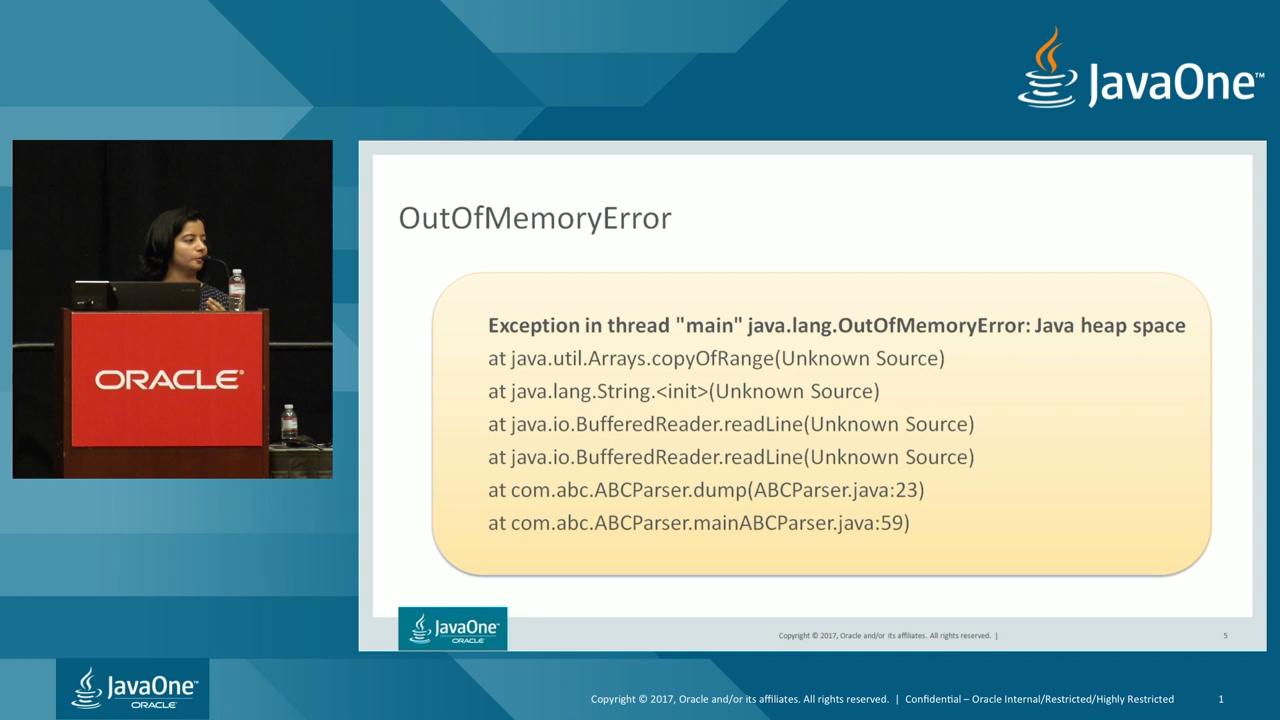 JavaOne™
ORACLE®
OutOfMemoryError
Exception in thread "main" java.lang.OutOfMemoryError: Java heap space
at java.util.Arrays.copyOfRange(Unknown Source)
at java.lang.String.<init>(Unknown Source)
at java.io.BufferedReader.readLine(Unknown Source)
at java.io.BufferedReader.readLine(Unknown Source)
at com.abc.ABCParser.dump(ABCParser.java:23)
at com.abc.ABCParser.mainABCParser.java:59)
JavaOne™
ORACLE
Copyright © 2017, Oracle and/or its affiliates. All rights reserved. |
5
JavaOne™
ORACLE
Copyright © 2017, Oracle and/or its affiliates. All rights reserved. | Confidential – Oracle Internal/Restricted/Highly Restricted
1